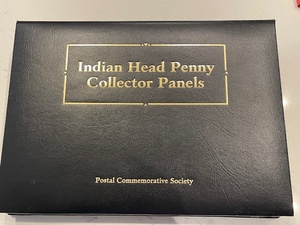 Indian Head Penny
Collector Panels
Postal Commemorative Society